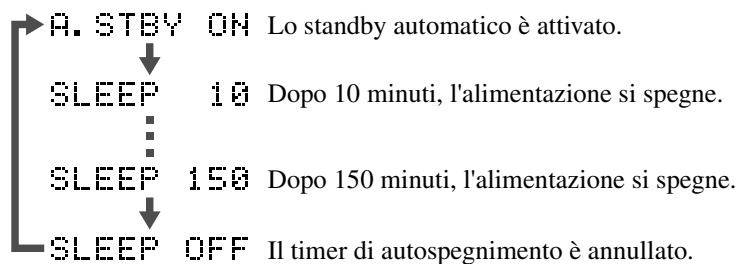 A. STBY ON Lo standby automatico è attivato.
SLEEP 10 Dopo 10 minuti, l'alimentazione si spegne.
SLEEP 150 Dopo 150 minuti, l'alimentazione si spegne.
SLEEP OFF Il timer di autospegnimento è annullato.